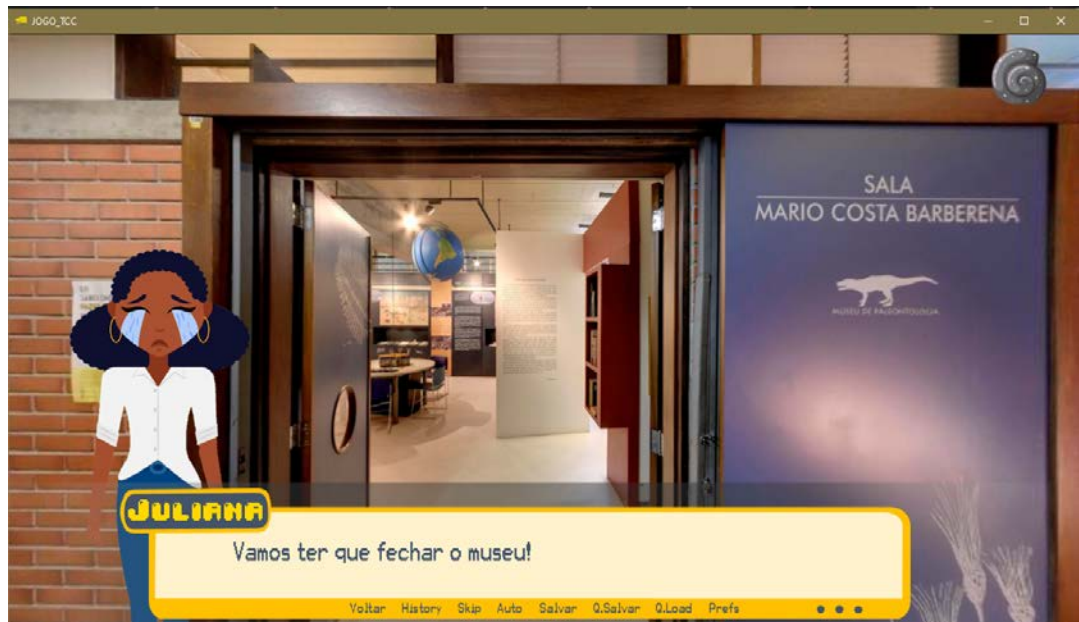 JOGO_TCC
SALA
MARIO COSTA BARBERENA
MUSEU DE PALEONTOLOGIA
JULIANA
Vamos ter que fechar o museu!
Voltar History Skip Auto Salvar Q.Salvar Q.Load Prefs